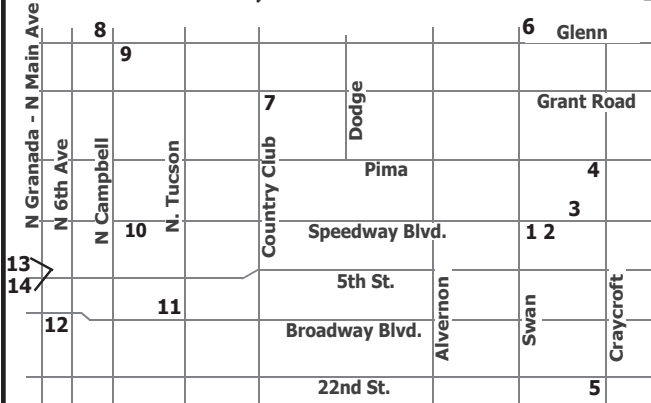 N Granada - N Main Ave
8
6 Glenn
9
7
Grant Road
Dodge
N 6th Ave
N Campbell
N. Tucson
Country Club
Pima
4
3
10
Speedway Blvd.
1 2
13
14
5th St.
11
12
Broadway Blvd.
Alvernon
Swan
Craycroft
22nd St.
5